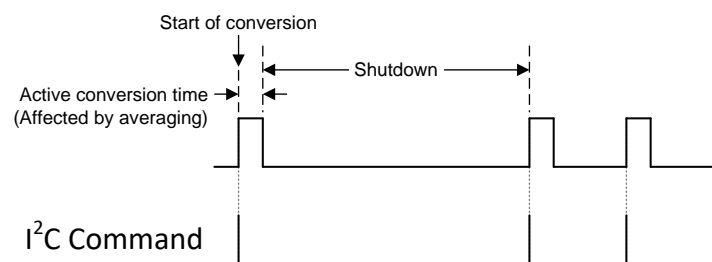 Start of conversion
Shutdown
Active conversion time
(Affected by averaging)
I²C Command